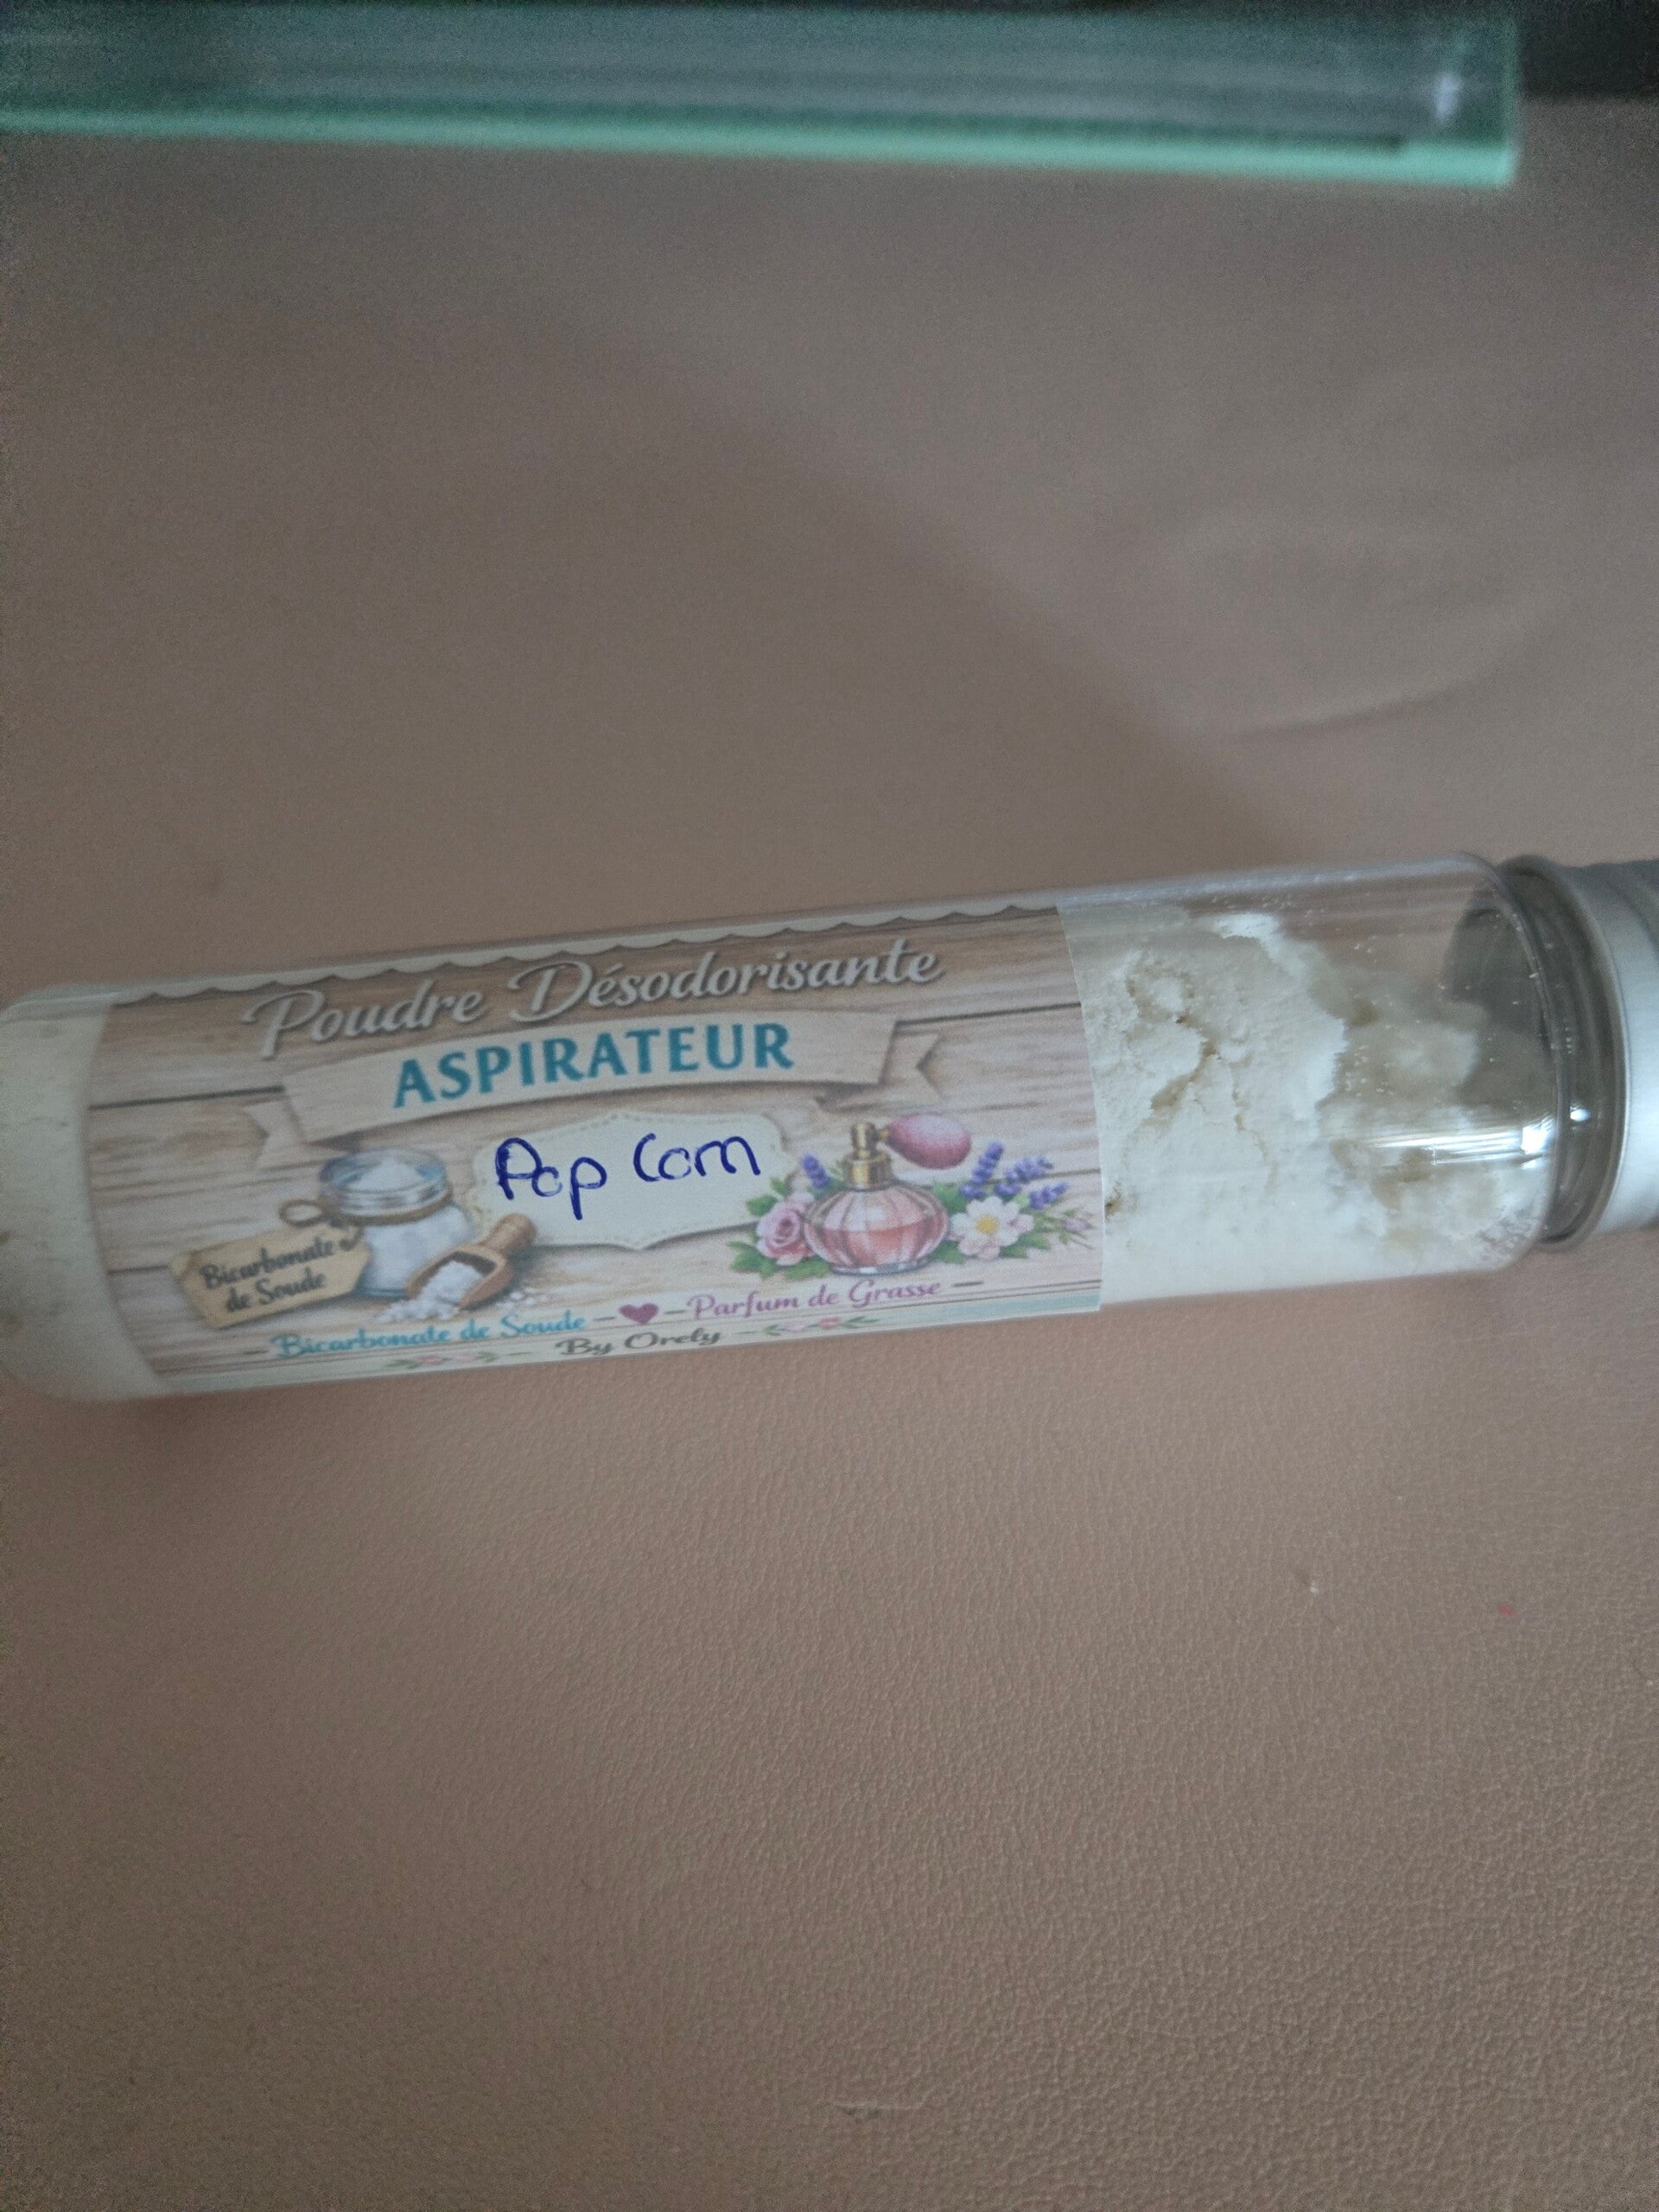 Poudre Désodorisante
ASPIRATEUR
Pop Corn
Bicarbonate
de Soude
Bicarbonate de Soude – – Parfum de Grasse –
By Orely